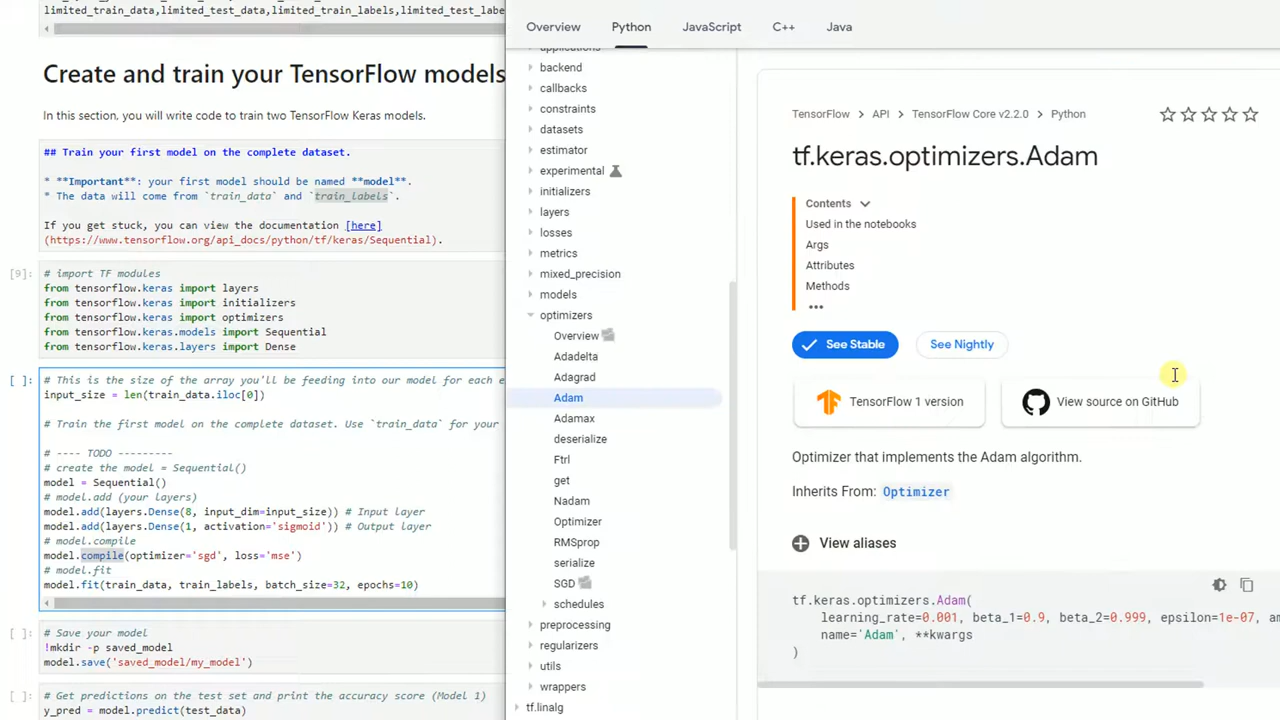 limited_train_data,limited_train_labels,limited_test_data,limited_test_labe
Create and train your TensorFlow models
In this section, you will write code to train two TensorFlow Keras models.
## Train your first model on the complete dataset.
* **Important**: your first model should be named **model**.
* The data will come from `train_data` and `train_labels`.
If you get stuck, you can view the documentation [here]
(https://www.tensorflow.org/api_docs/python/tf/keras/Sequential).
[9]:
# import TF modules
from tensorflow.keras import layers
from tensorflow.keras import initializers
from tensorflow.keras import optimizers
from tensorflow.keras.models import Sequential
from tensorflow.keras.layers import Dense
[ ]:
# This is the size of the array you'll be feeding into our model for each e
input_size = len(train_data.iloc[0])
# Train the first model on the complete dataset. Use `train_data` for your
# ---- TODO ---------
# create the model = Sequential()
model = Sequential()
# model.add (your layers)
model.add(layers.Dense(8, input_dim=input_size)) # Input layer
model.add(layers.Dense(1, activation='sigmoid')) # Output layer
# model.compile
model.compile(optimizer='sgd', loss='mse')
# model.fit
model.fit(train_data, train_labels, batch_size=32, epochs=10)
[ ]:
# Save your model
!mkdir -p saved_model
model.save('saved_model/my_model')
[ ]:
# Get predictions on the test set and print the accuracy score (Model 1)
y_pred = model.predict(test_data)
Overview
Python
JavaScript
C++
Java
applications
backend
callbacks
constraints
datasets
estimator
experimental
initializers
layers
losses
metrics
mixed_precision
models
optimizers
Overview
Adadelta
Adagrad
Adam
Adamax
deserialize
Ftrl
get
Nadam
Optimizer
RMSprop
serialize
SGD
schedules
preprocessing
regularizers
utils
wrappers
tf.linalg
TensorFlow > API > TensorFlow Core v2.2.0 > Python
tf.keras.optimizers.Adam
Contents
Used in the notebooks
Args
Attributes
Methods
•••
See Stable
See Nightly
TensorFlow 1 version
View source on GitHub
Optimizer that implements the Adam algorithm.
Inherits From: Optimizer
View aliases
tf.keras.optimizers.Adam(
learning_rate=0.001, beta_1=0.9, beta_2=0.999, epsilon=1e-07, am
name='Adam', **kwargs
)